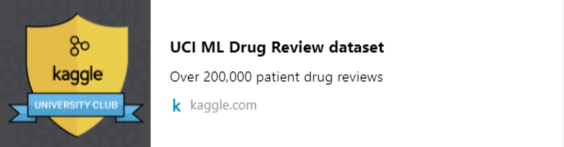 kaggle
UNIVERSITY CLUB
UCI ML Drug Review dataset
Over 200,000 patient drug reviews
k kaggle.com